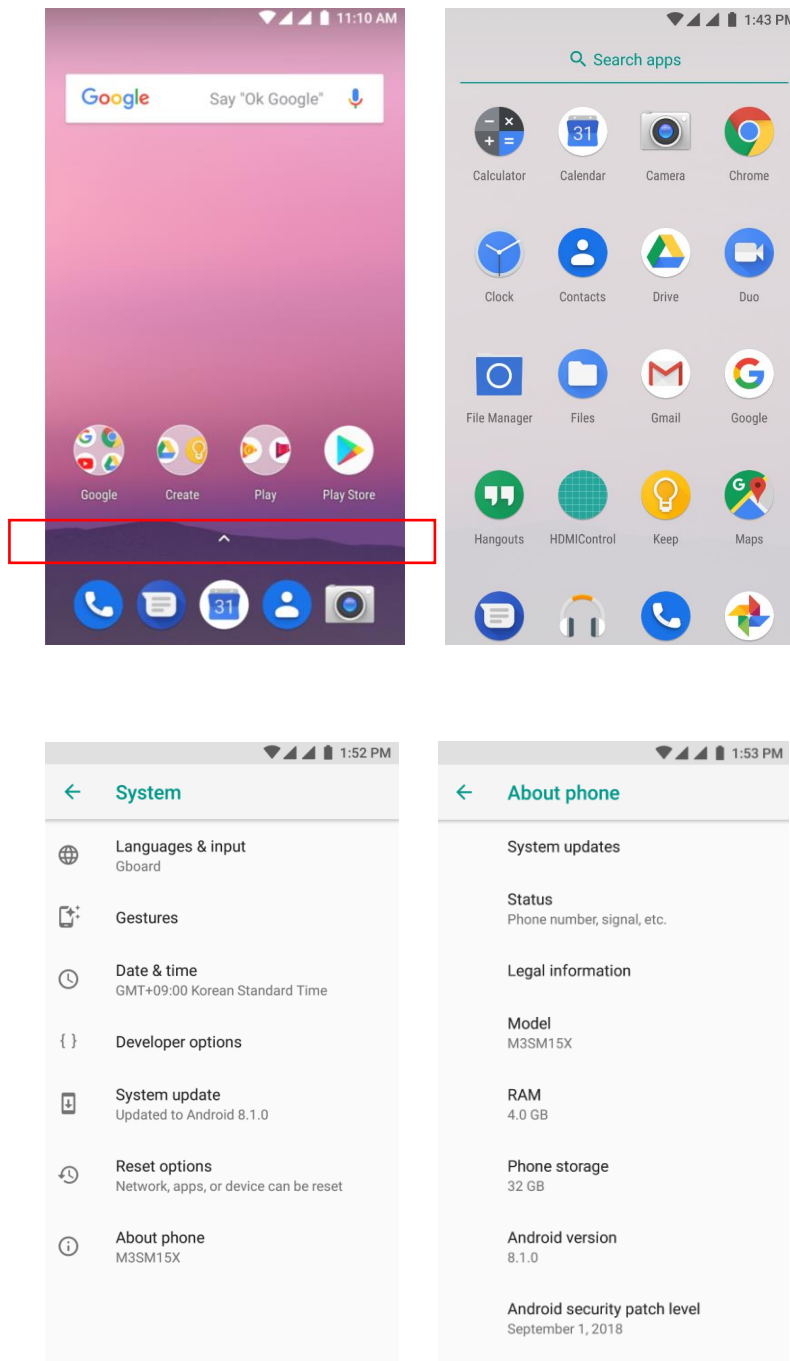 11:10 AM
Google Say "Ok Google"
Google Create Play Play Store
31
1:43 PM
Search apps
31
Calculator Calendar Camera Chrome
Clock Contacts Drive Duo
File Manager Files Gmail Google
G
Hangouts HDMIControl Keep Maps
1:52 PM
System
Languages & input
Gboard
Gestures
Date & time
GMT+09:00 Korean Standard Time
{ } Developer options
System update
Updated to Android 8.1.0
Reset options
Network, apps, or device can be reset
About phone
M3SM15X
1:53 PM
About phone
System updates
Status
Phone number, signal, etc.
Legal information
Model
M3SM15X
RAM
4.0 GB
Phone storage
32 GB
Android version
8.1.0
Android security patch level
September 1, 2018